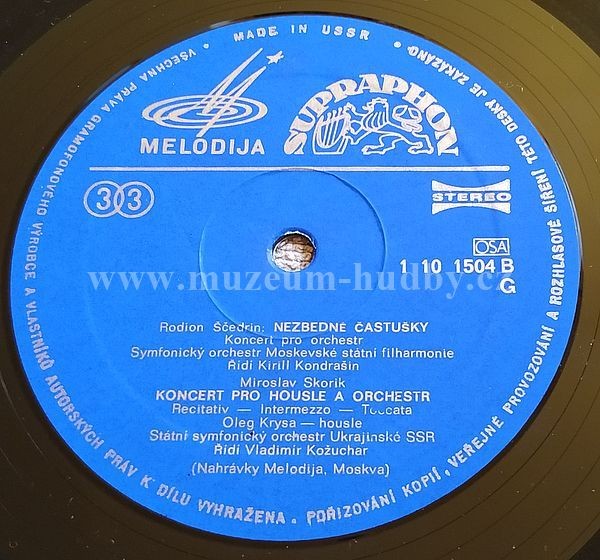 MADE IN USSR
VŠECHNA PRÁVA GRAMOFONOVÉHO VÝROBCE A VLASTNÍKŮ AUTORSKÝCH PRÁV K DÍLU VYHRAŽENA • POŘIZOVÁNÍ KOPIÍ, VEŘEJNÉ PROVOZOVÁNÍ A ROZHLASOVÉ ŠÍŘENÍ TÉTO DESKY JE ZAKÁZÁNO •
MELODIJA
SUPRAPHON
33
STEREO
OSA
1 10 1504 B
G
www.muzeum-hudby.cz
Rodion Ščedrin: NEZBEDNÉ ČASTUŠKY
Koncert pro orchestr
Symfonický orchestr Moskevské státní filharmonie
Řídí Kirill Kondrašin
Miroslav Skorik
KONCERT PRO HOUSLE A ORCHESTR
Recitativ — Intermezzo — Toccata
Oleg Krysa — housle
Státní symfonický orchestr Ukrajinské SSR
Řídí Vladimír Kožuchar
(Nahrávky Melodija, Moskva)